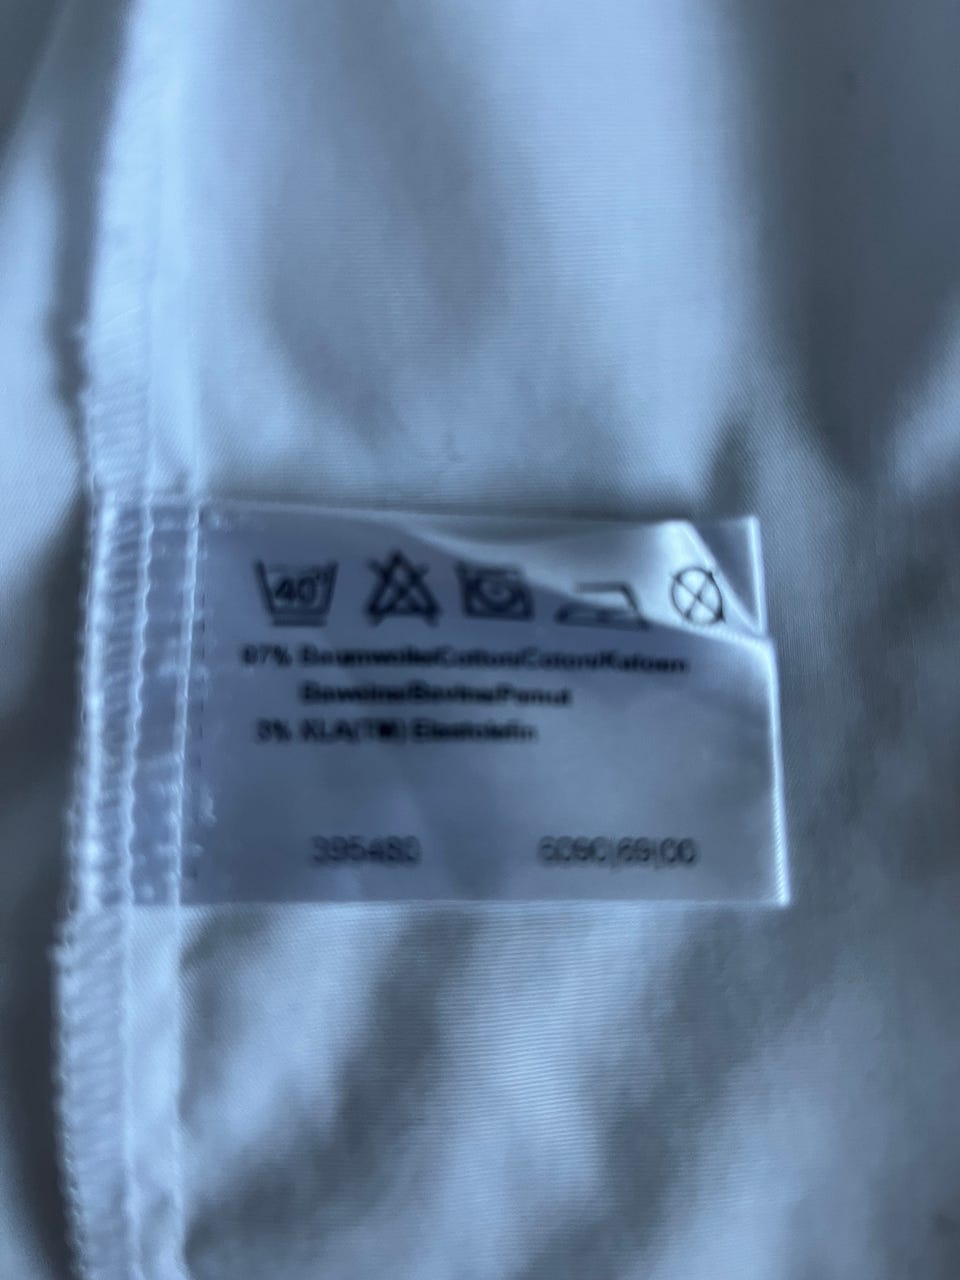 40°
97% Baumwolle/Cotton/Coton/Katoen
Bawełna/Bavlna/Pamut
3% XLA(TM) Elastolefin
395480
6090|69|00